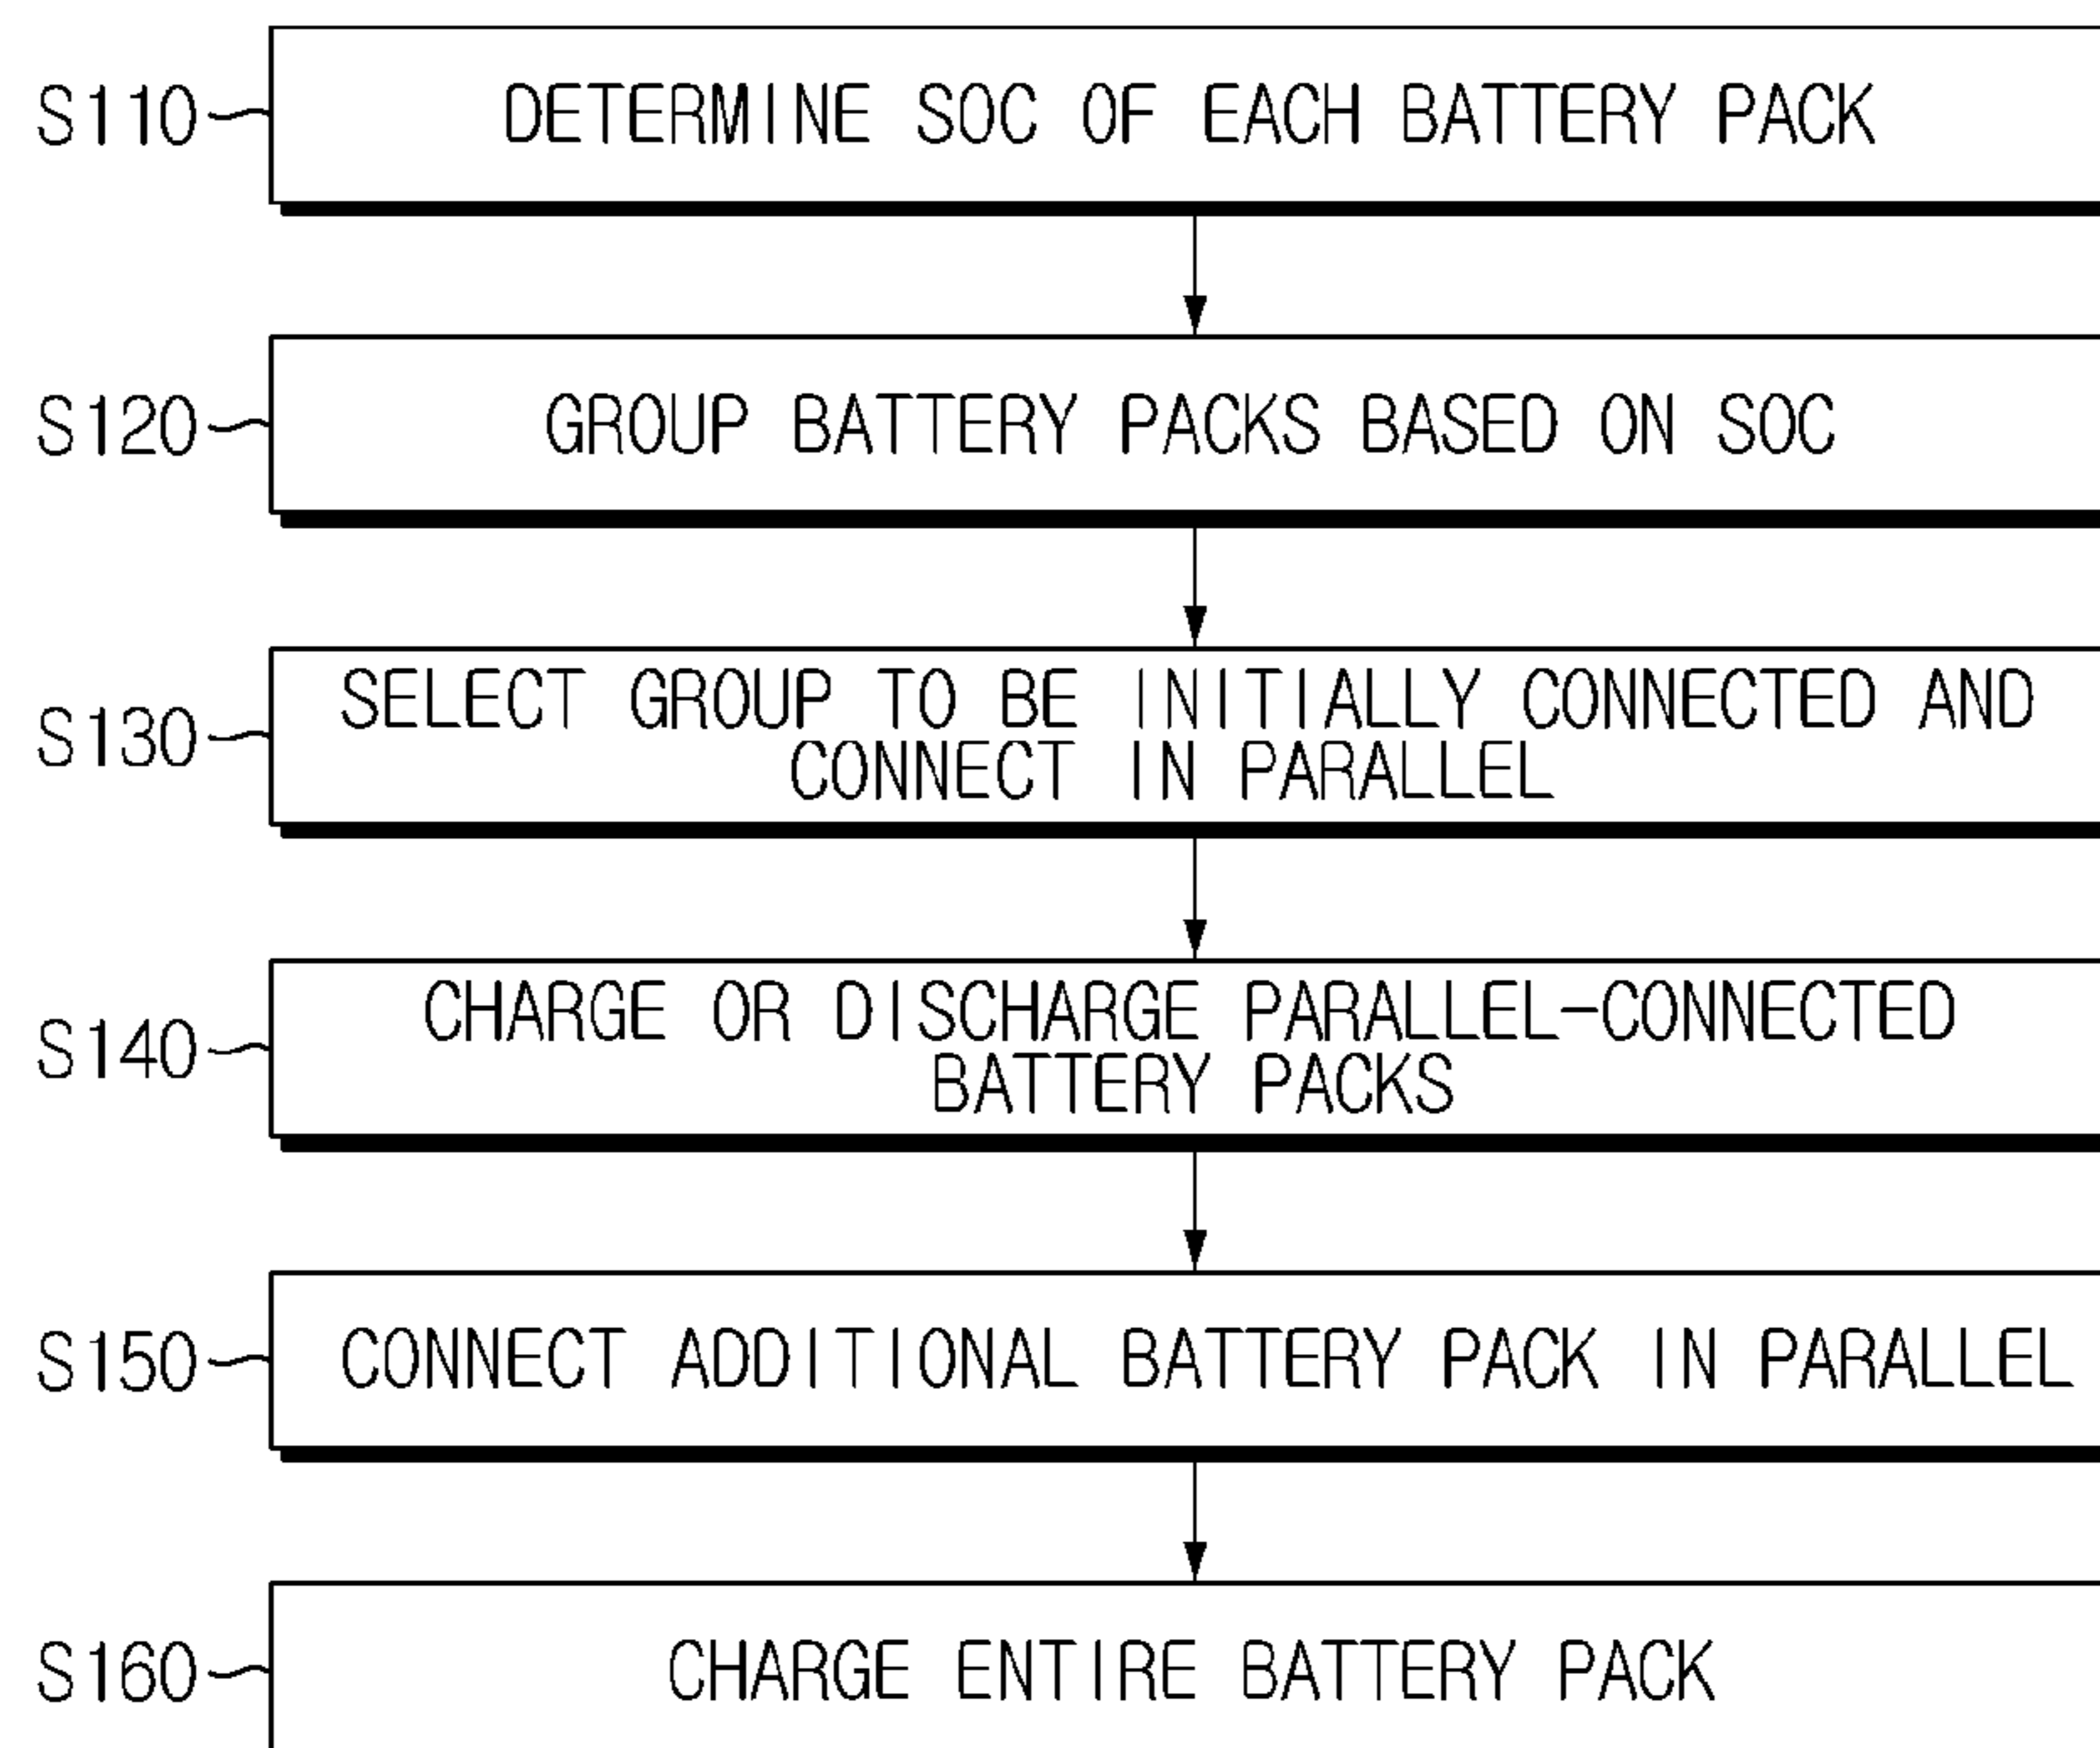 S110
DETERMINE SOC OF EACH BATTERY PACK
S120
GROUP BATTERY PACKS BASED ON SOC
S130
SELECT GROUP TO BE INITIALLY CONNECTED AND
CONNECT IN PARALLEL
S140
CHARGE OR DISCHARGE PARALLEL-CONNECTED
BATTERY PACKS
S150
CONNECT ADDITIONAL BATTERY PACK IN PARALLEL
S160
CHARGE ENTIRE BATTERY PACK